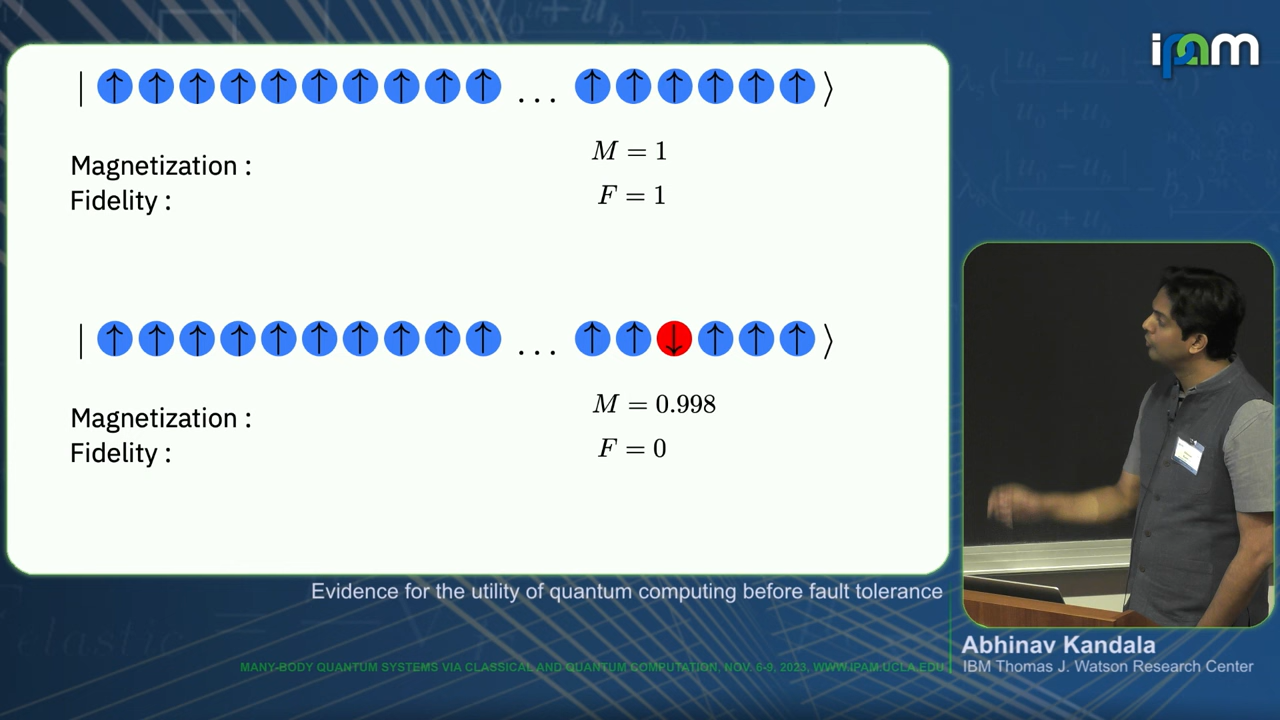 ipam
| ↑ ↑ ↑ ↑ ↑ ↑ ↑ ↑ ↑ ↑ ... ↑ ↑ ↑ ↑ ↑ ↑ ⟩
Magnetization :
M = 1
Fidelity :
F = 1
| ↑ ↑ ↑ ↑ ↑ ↑ ↑ ↑ ↑ ↑ ... ↑ ↑ ↓ ↑ ↑ ↑ ⟩
Magnetization :
M = 0.998
Fidelity :
F = 0
Evidence for the utility of quantum computing before fault tolerance
Abhinav Kandala
IBM Thomas J. Watson Research Center
MANY-BODY QUANTUM SYSTEMS VIA CLASSICAL AND QUANTUM COMPUTATION, NOV. 6-9, 2023, WWW.IPAM.UCLA.EDU
elastic